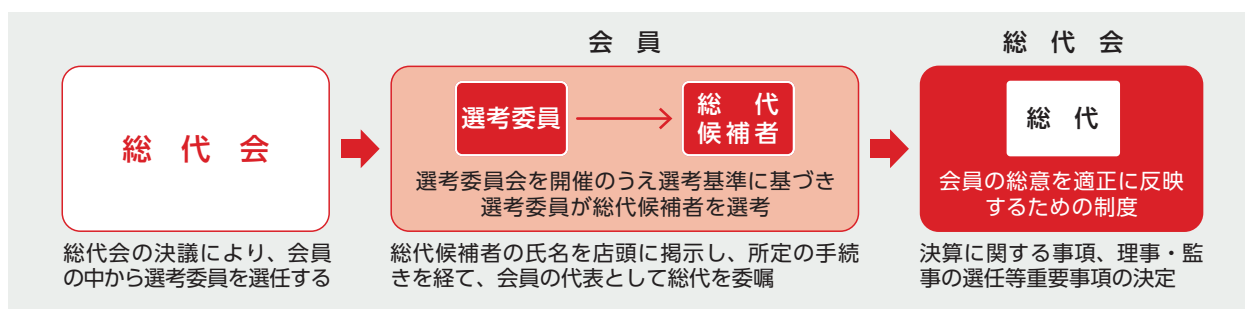 総代会
総代会の決議により、会員
の中から選考委員を選任する
会員
選考委員
総代
候補者
選考委員会を開催のうえ選考基準に基づき
選考委員が総代候補者を選考
総代候補者の氏名を店頭に掲示し、所定の手続
きを経て、会員の代表として総代を委嘱
総代会
総代
会員の総意を適正に反映
するための制度
決算に関する事項、理事・監
事の選任等重要事項の決定